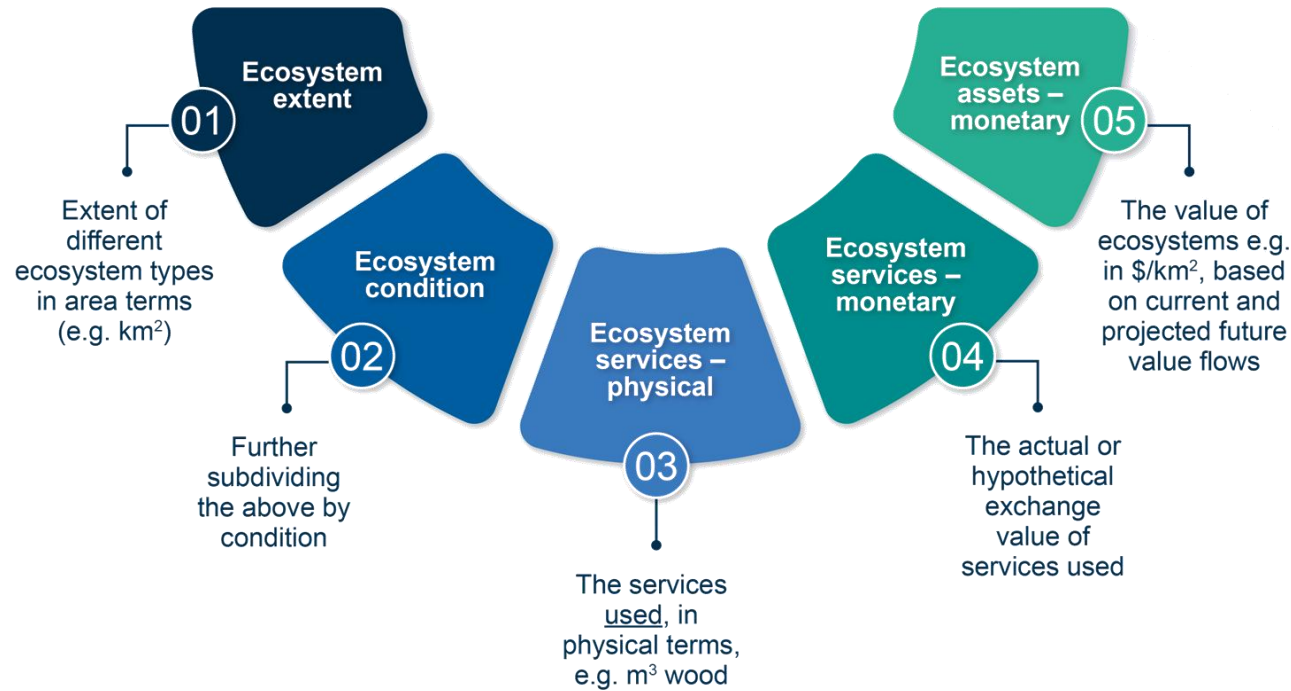 Ecosystem
extent
01
Extent of
different
ecosystem types
in area terms
(e.g. km²)
Ecosystem
condition
02
Further
subdividing
the above by
condition
Ecosystem
services –
physical
03
The services
used, in
physical terms,
e.g. m³ wood
Ecosystem
services –
monetary
04
The actual or
hypothetical
exchange
value of
services used
Ecosystem
assets –
monetary
05
The value of
ecosystems e.g.
in $/km², based
on current and
projected future
value flows